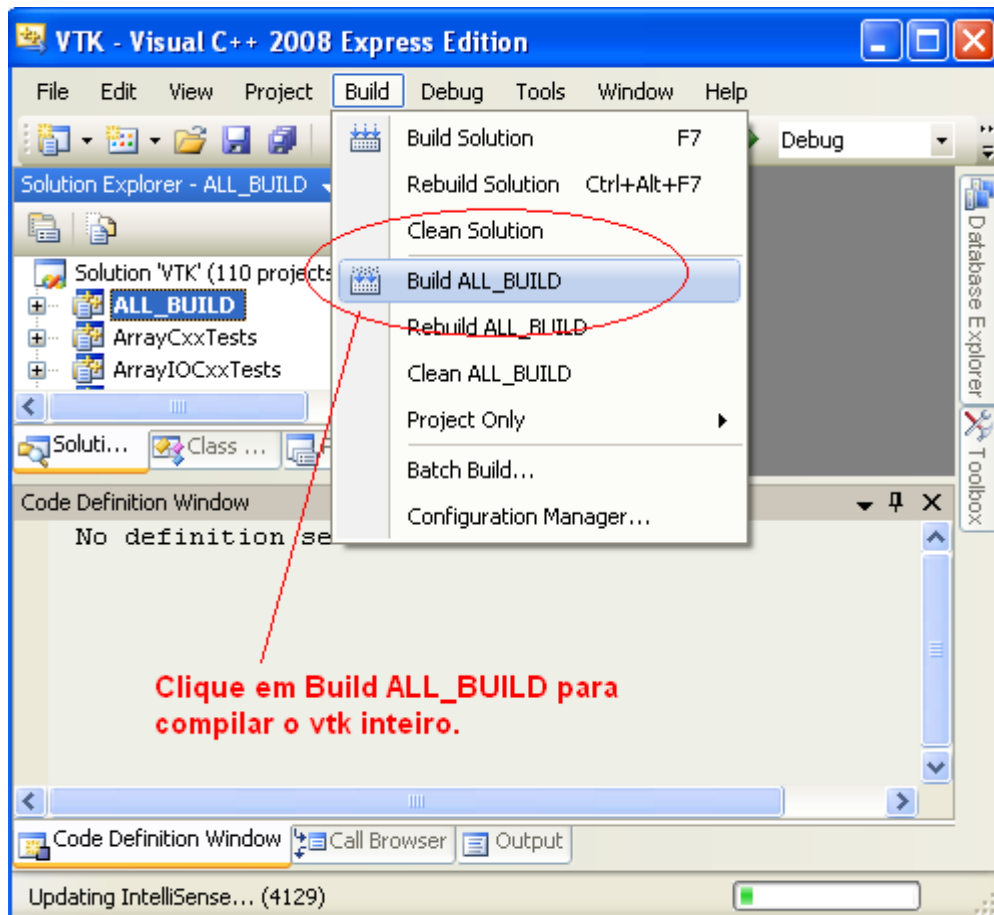 VTK - Visual C++ 2008 Express Edition
File Edit View Project Build Debug Tools Window Help
Debug
Build Solution F7
Rebuild Solution Ctrl+Alt+F7
Clean Solution
Build ALL_BUILD
Rebuild ALL_BUILD
Clean ALL_BUILD
Project Only
Batch Build...
Configuration Manager...
Solution Explorer - ALL_BUILD
Solution 'VTK' (110 projects
ALL_BUILD
ArrayCxxTests
ArrayIOCxxTests
Soluti... Class ...
Database Explorer
Toolbox
Code Definition Window
No definition se
Clique em Build ALL_BUILD para
compilar o vtk inteiro.
Code Definition Window Call Browser Output
Updating IntelliSense... (4129)